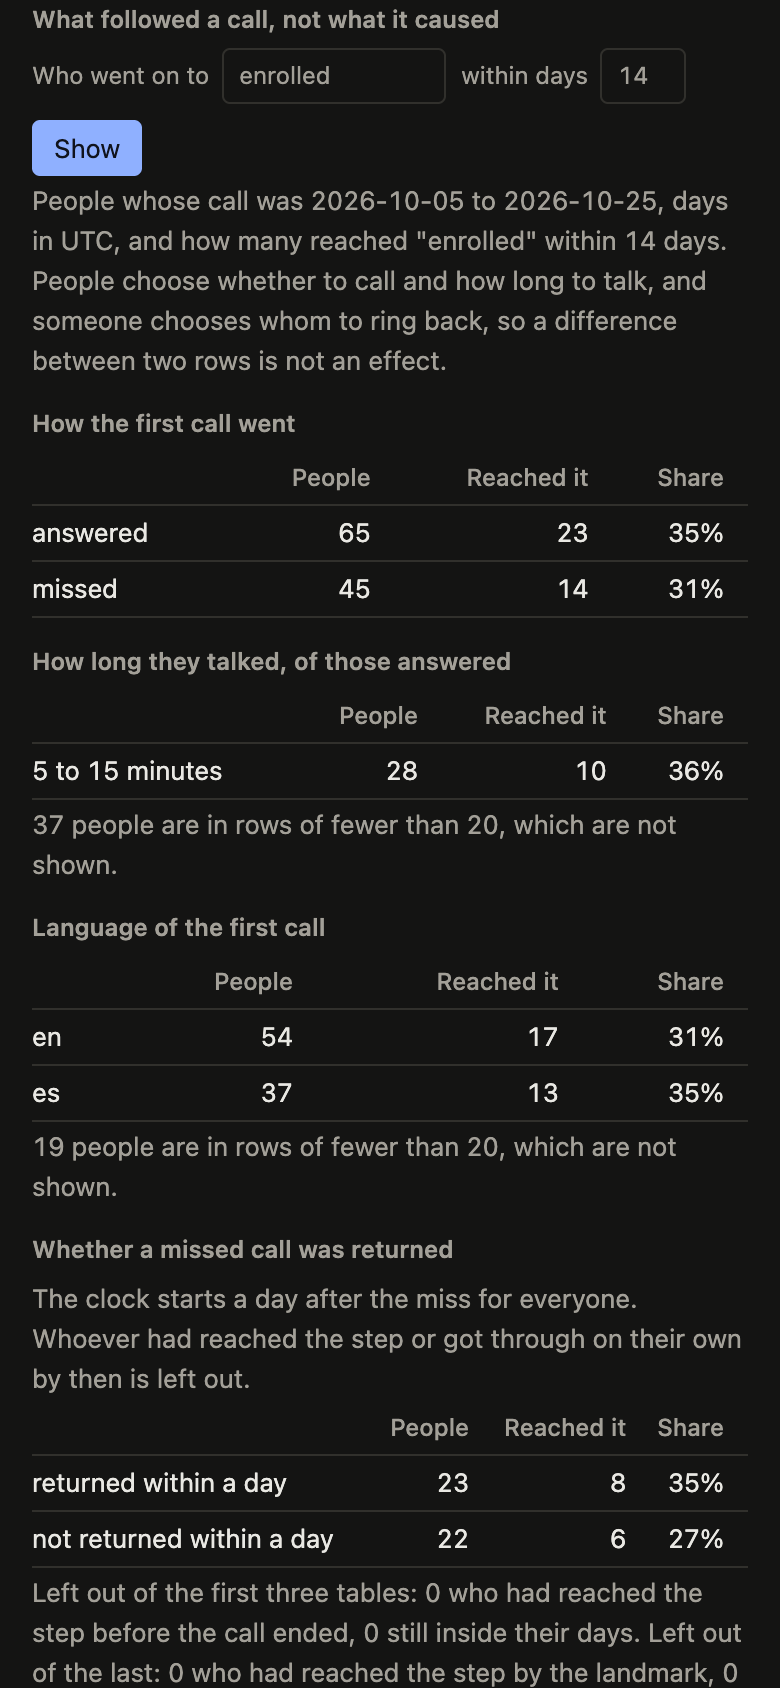 What followed a call, not what it caused
Who went on to enrolled within days 14
Show
People whose call was 2026-10-05 to 2026-10-25, days
in UTC, and how many reached "enrolled" within 14 days.
People choose whether to call and how long to talk, and
someone chooses whom to ring back, so a difference
between two rows is not an effect.
How the first call went
People Reached it Share
answered 65 23 35%
missed 45 14 31%
How long they talked, of those answered
People Reached it Share
5 to 15 minutes 28 10 36%
37 people are in rows of fewer than 20, which are not
shown.
Language of the first call
People Reached it Share
en 54 17 31%
es 37 13 35%
19 people are in rows of fewer than 20, which are not
shown.
Whether a missed call was returned
The clock starts a day after the miss for everyone.
Whoever had reached the step or got through on their own
by then is left out.
People Reached it Share
returned within a day 23 8 35%
not returned within a day 22 6 27%
Left out of the first three tables: 0 who had reached the
step before the call ended, 0 still inside their days. Left out
of the last: 0 who had reached the step by the landmark, 0